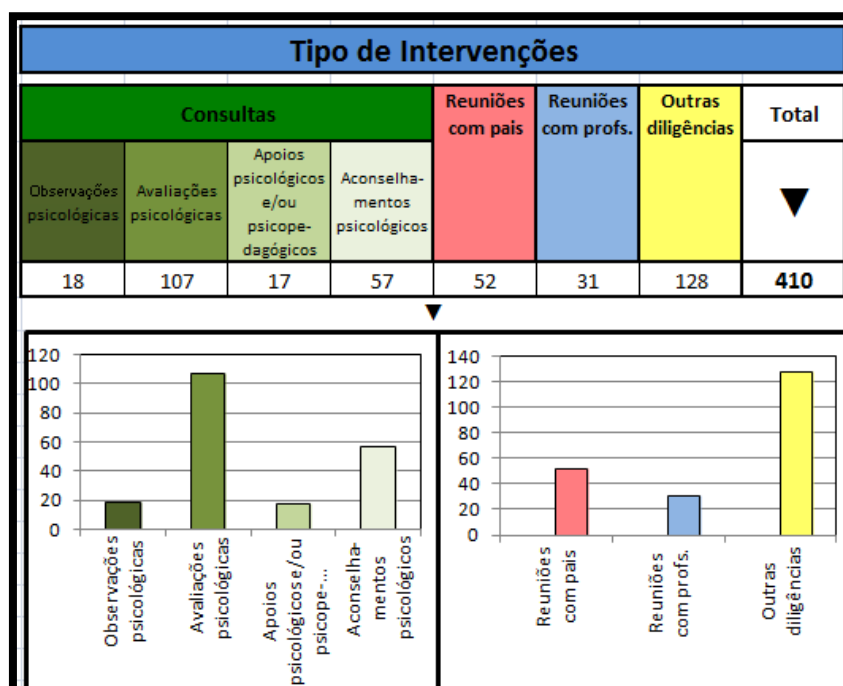 Tipo de Intervenções
Consultas
Reuniões
com pais
Reuniões
com profs.
Outras
diligências
Total
Observações
psicológicas
Avaliações
psicológicas
Apoios
psicológicos
e/ou
psicope-
dagógicos
Aconselha-
mentos
psicológicos
▼
18 107 17 57 52 31 128 410
▼
120
100
80
60
40
20
0
Observações
psicológicas
Avaliações
psicológicas
Apoios
psicológicos e/ou
psicope-...
Aconselha-
mentos
psicológicos
140
120
100
80
60
40
20
0
Reuniões
com pais
Reuniões
com profs.
Outras
diligências